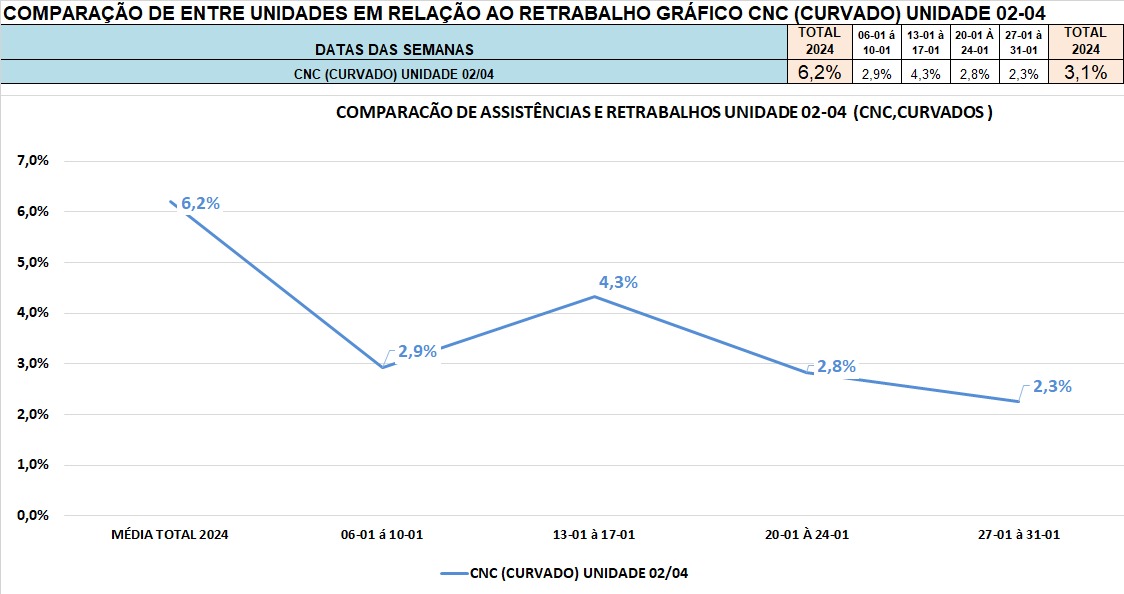 COMPARAÇÃO DE ENTRE UNIDADES EM RELAÇÃO AO RETRABALHO GRÁFICO CNC (CURVADO) UNIDADE 02-04
DATAS DAS SEMANAS
TOTAL
2024
06-01 á
10-01
13-01 à
17-01
20-01 À
24-01
27-01 à
31-01
TOTAL
2024
CNC (CURVADO) UNIDADE 02/04 6,2% 2,9% 4,3% 2,8% 2,3% 3,1%
COMPARACÃO DE ASSISTÊNCIAS E RETRABALHOS UNIDADE 02-04 (CNC,CURVADOS )
7,0%
6,0%
5,0%
4,0%
3,0%
2,0%
1,0%
0,0%
6,2%
2,9%
4,3%
2,8%
2,3%
MÉDIA TOTAL 2024 06-01 á 10-01 13-01 à 17-01 20-01 À 24-01 27-01 à 31-01
CNC (CURVADO) UNIDADE 02/04